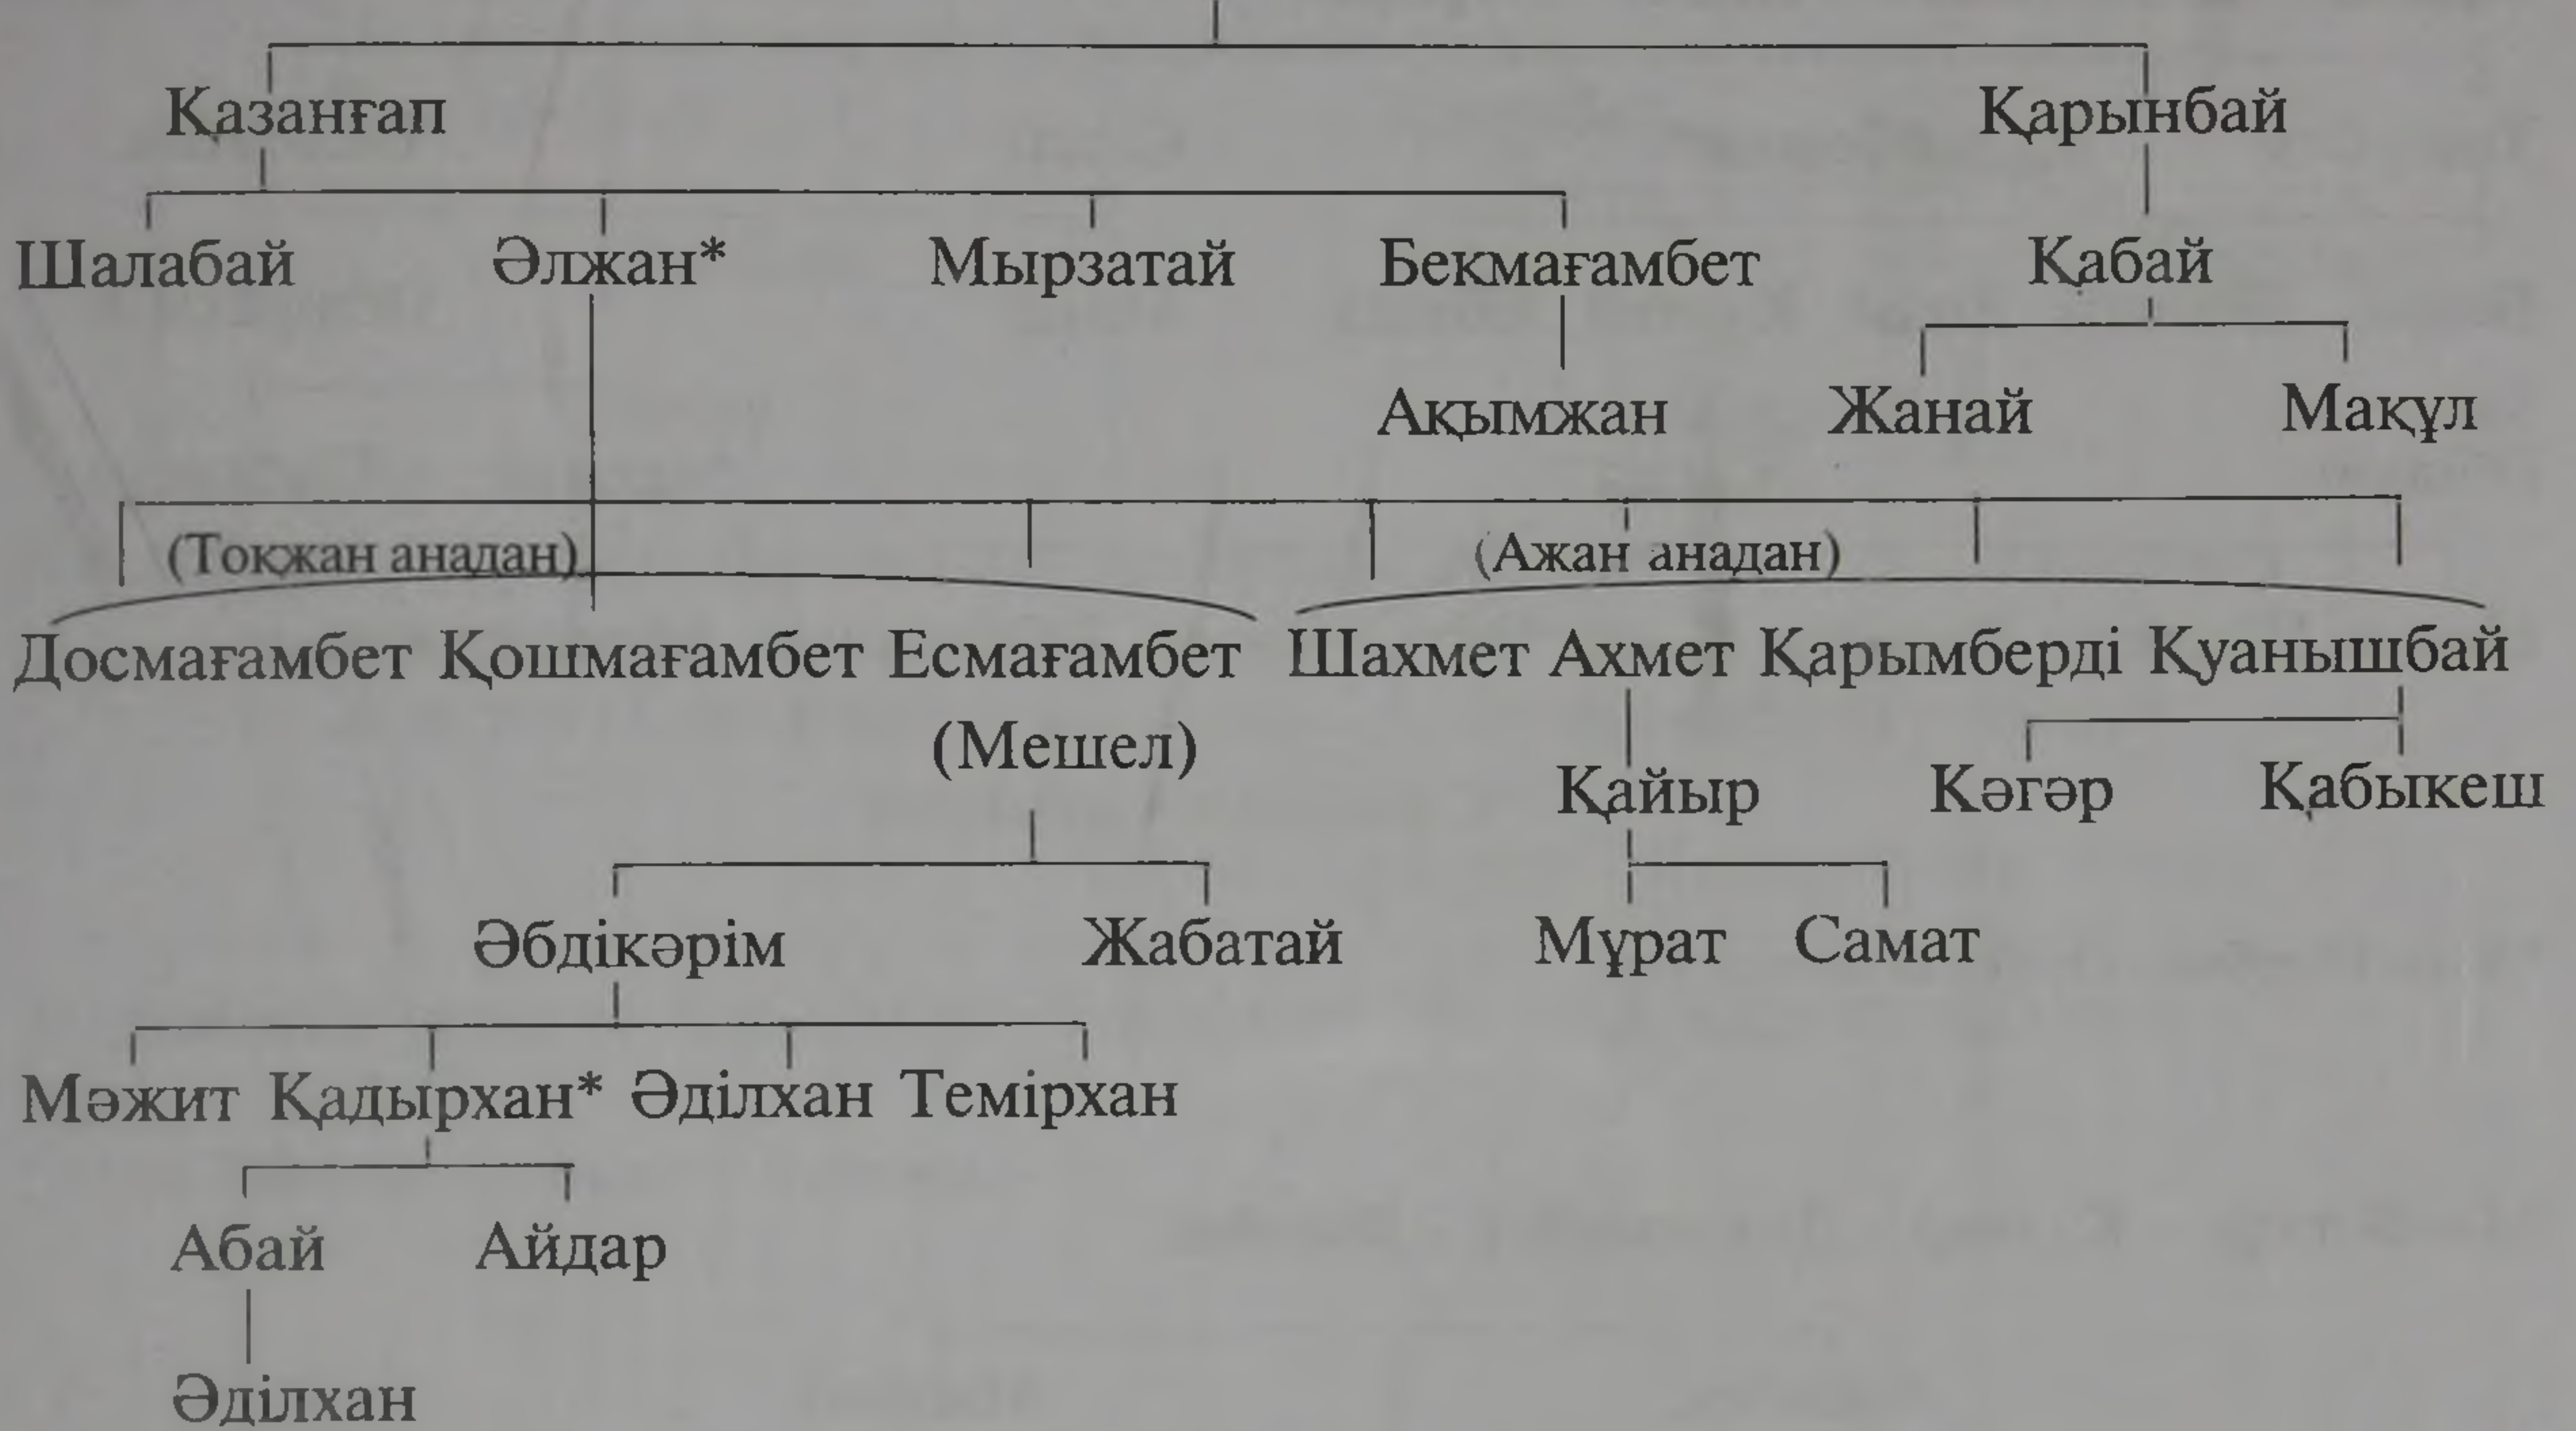 Қазанғап Қарынбай
Шалабай Әлжан* Мырзатай Бекмағамбет Қабай
Ақымжан Жанай Мақұл
(Тоқжан анадан) (Ажан анадан)
Досмағамбет Қошмағамбет Есмағамбет Шахмет Ахмет Қарымберді Қуанышбай
(Мешел)
Қайыр Кәгәр Қабыкеш
Әбдікәрім Жабатай Мұрат Самат
Мәжит Қадырхан* Әділхан Темірхан
Абай Айдар
Әділхан